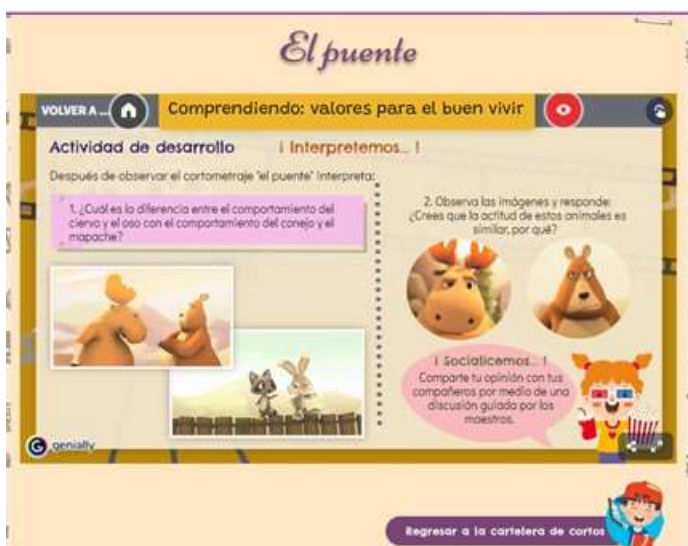 El puente
VOLVER A ...
Comprendiendo: valores para el buen vivir
Actividad de desarrollo
¡ Interpretemos... !
Después de observar el cortometraje "el puente" interpreta:
1. ¿Cuál es la diferencia entre el comportamiento del
ciervo y el oso con el comportamiento del conejo y el
mapache?
2. Observa las imágenes y responde:
¿Crees que la actitud de estos animales es
similar, por qué?
¡ Socialicemos... !
Comparte tu opinión con tus
compañeros por medio de una
discusión guiada por los
maestros.
genially
Regresar a la cartelera de cortos